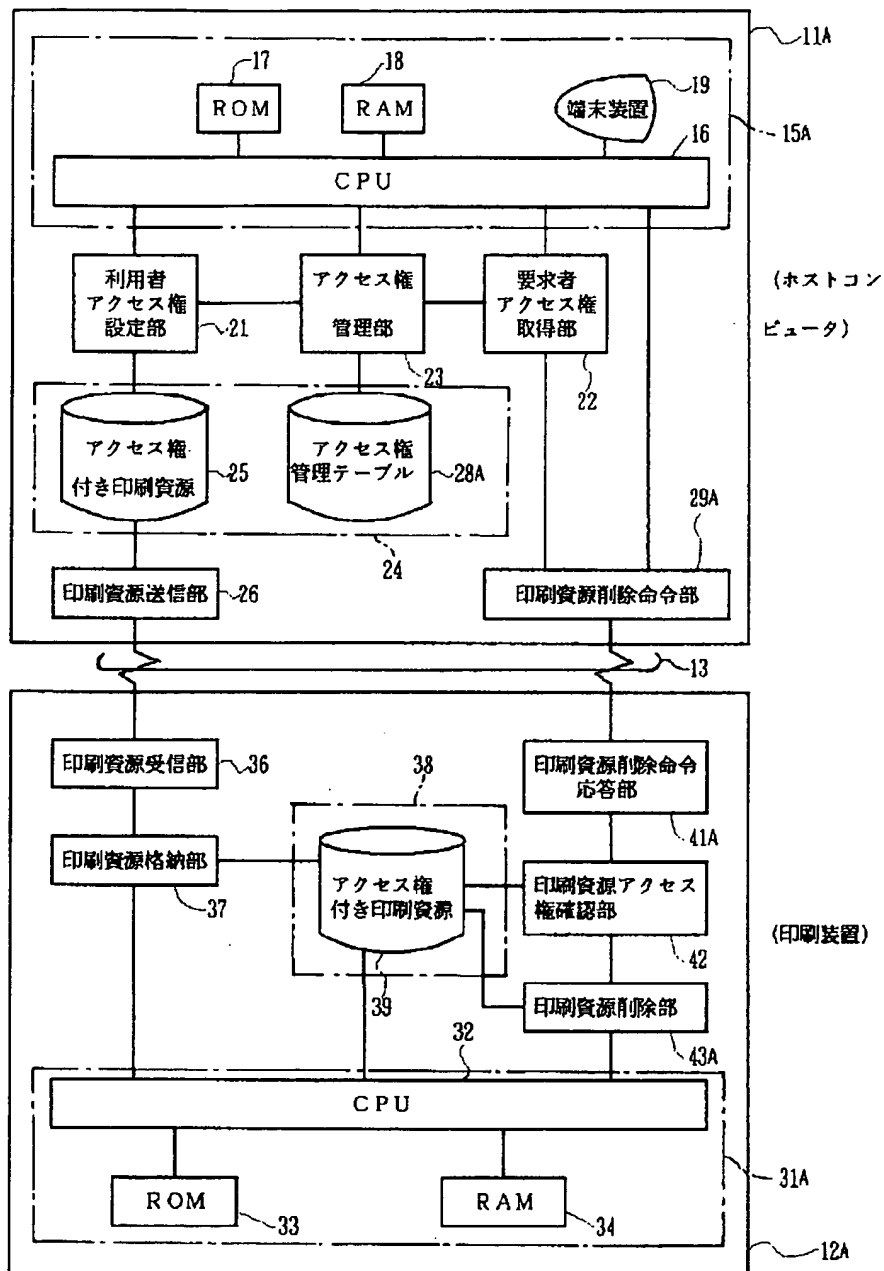 11A
17
18
19
ROM
RAM
端末装置
15A
16
CPU
利用者
アクセス権
設定部
21
アクセス権
管理部
23
要求者
アクセス権
取得部
22
(ホストコン
ピュータ)
アクセス権
付き印刷資源
25
アクセス権
管理テーブル
28A
24
29A
印刷資源送信部
26
印刷資源削除命令部
13
印刷資源受信部
36
38
印刷資源削除命令
応答部
41A
印刷資源格納部
37
アクセス権
付き印刷資源
39
印刷資源アクセス
権確認部
42
(印刷装置)
印刷資源削除部
43A
32
CPU
31A
ROM
33
RAM
34
12A